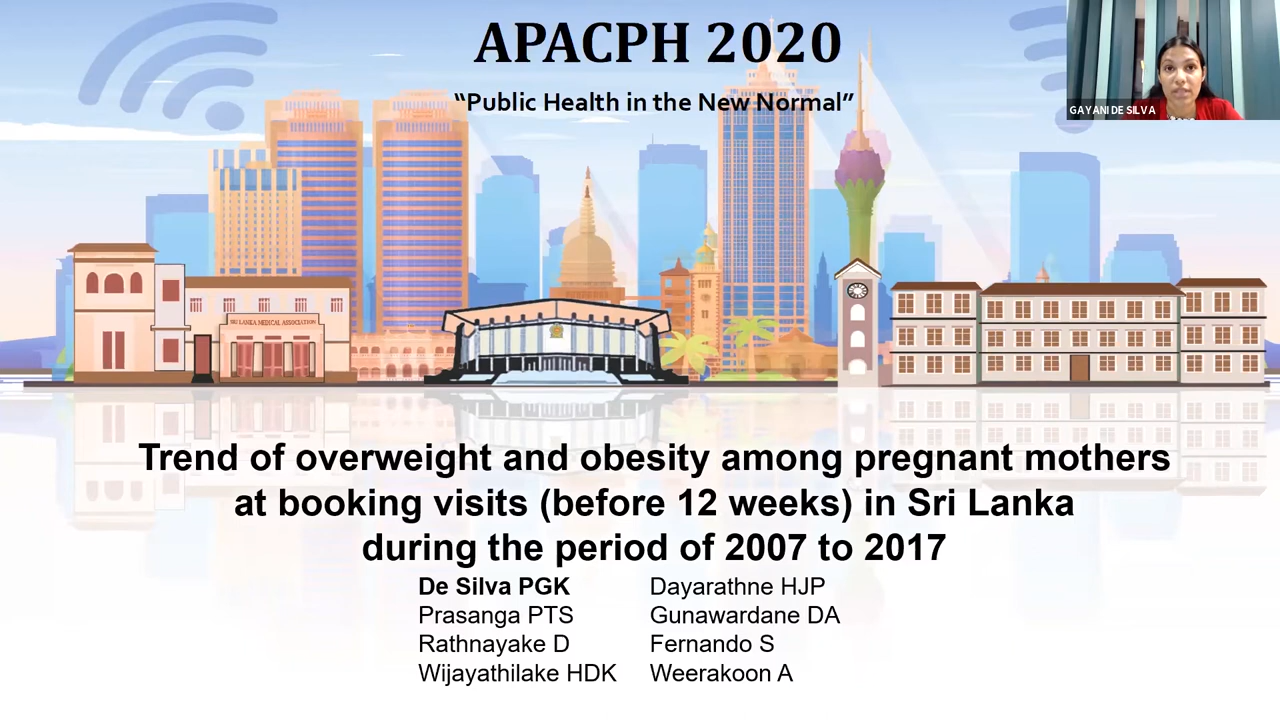 APACPH 2020
“Public Health in the New Normal”
GAYANI DE SILVA
SRI LANKA MEDICAL ASSOCIATION
Trend of overweight and obesity among pregnant mothers
at booking visits (before 12 weeks) in Sri Lanka
during the period of 2007 to 2017
De Silva PGK
Prasanga PTS
Rathnayake D
Wijayathilake HDK
Dayarathne HJP
Gunawardane DA
Fernando S
Weerakoon A